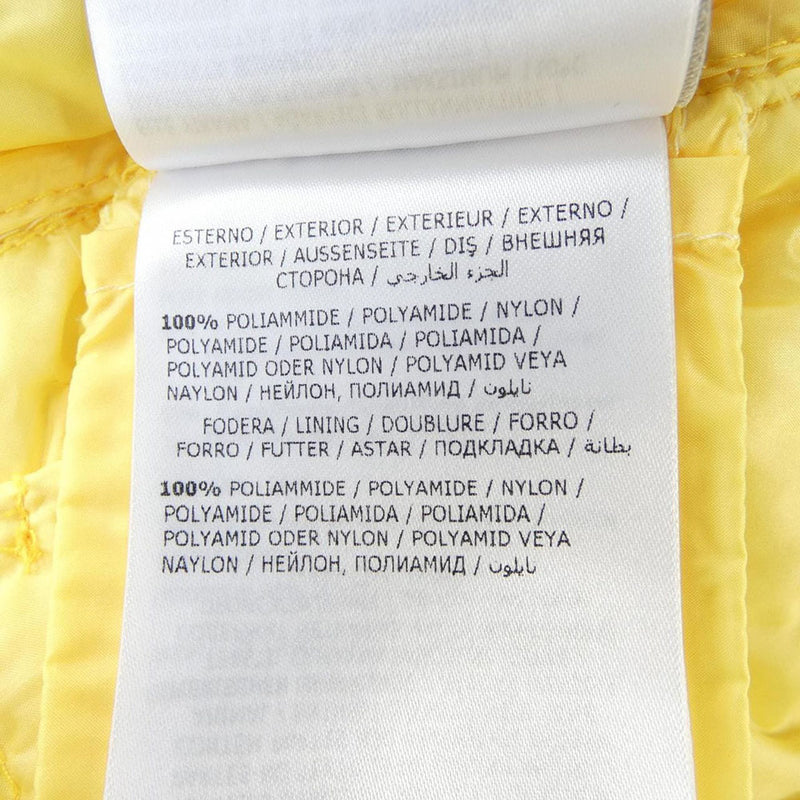 ESTERNO / EXTERIOR / EXTERIEUR / EXTERNO /
EXTERIOR / AUSSENSEITE / DIŞ / ВНЕШНЯЯ
СТОРОНА / الجزء الخارجي
100% POLIAMMIDE / POLYAMIDE / NYLON /
POLYAMIDE / POLIAMIDA / POLIAMIDA /
POLYAMID ODER NYLON / POLYAMID VEYA
NAYLON / НЕЙЛОН, ПОЛИАМИД / نايلون
FODERA / LINING / DOUBLURE / FORRO /
FORRO / FUTTER / ASTAR / ПОДКЛАДКА / بطانة
100% POLIAMMIDE / POLYAMIDE / NYLON /
POLYAMIDE / POLIAMIDA / POLIAMIDA /
POLYAMID ODER NYLON / POLYAMID VEYA
NAYLON / НЕЙЛОН, ПОЛИАМИД / نايلون